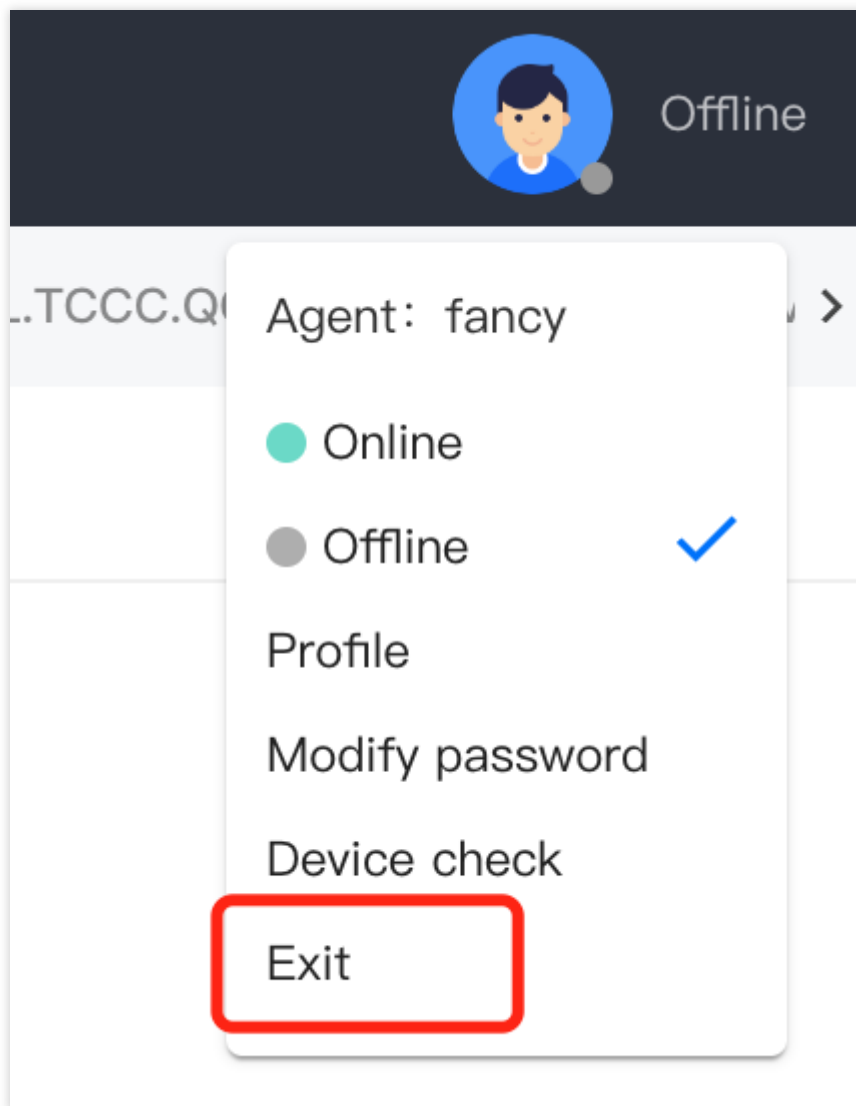 Offline
.TCCC.Q
Agent： fancy
Online
Offline
Profile
Modify password
Device check
Exit